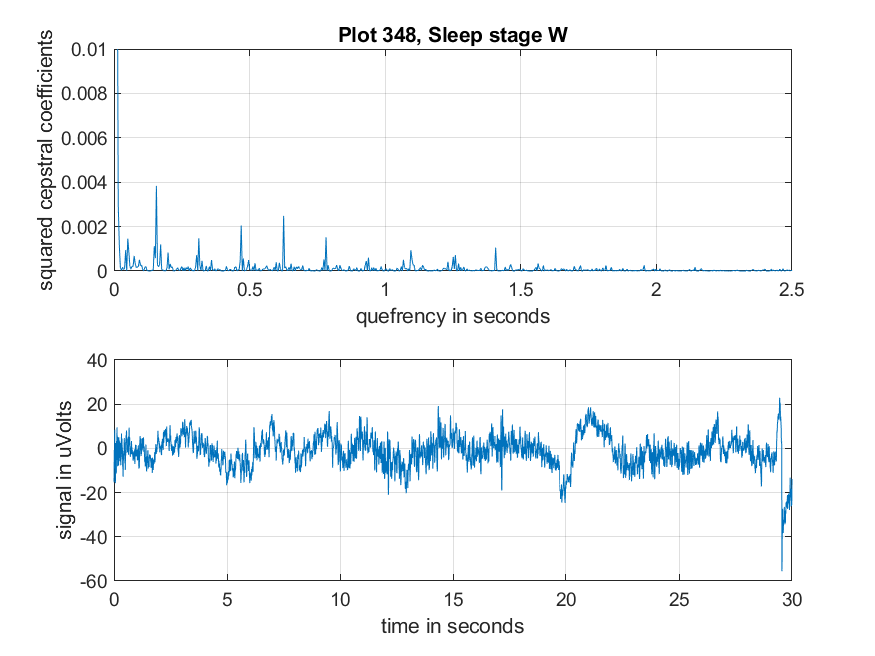 Plot 348, Sleep stage W
squared cepstral coefficients
0.01
0.008
0.006
0.004
0.002
0
0 0.5 1 1.5 2 2.5
quefrency in seconds
signal in uVolts
40
20
0
-20
-40
-60
0 5 10 15 20 25 30
time in seconds